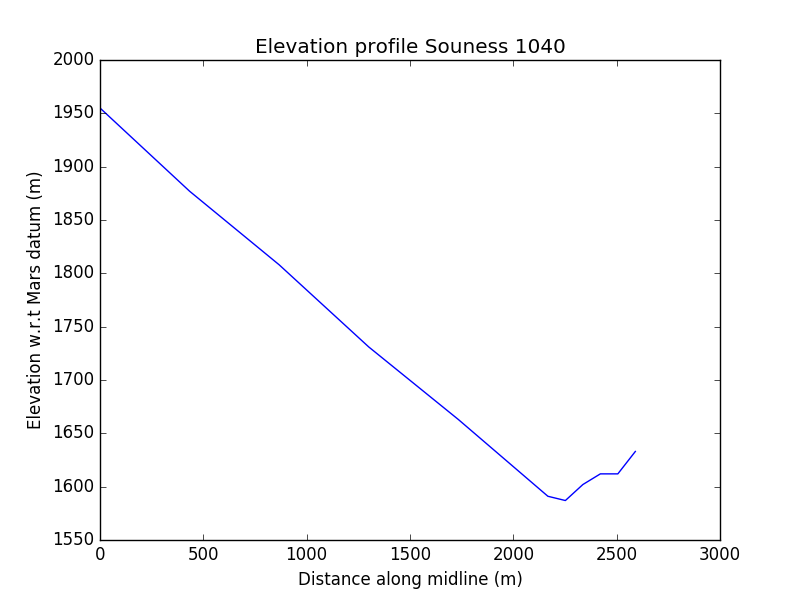 Elevation profile Souness 1040
2000
1950
1900
1850
1800
1750
1700
1650
1600
1550
Elevation w.r.t Mars datum (m)
0 500 1000 1500 2000 2500 3000
Distance along midline (m)